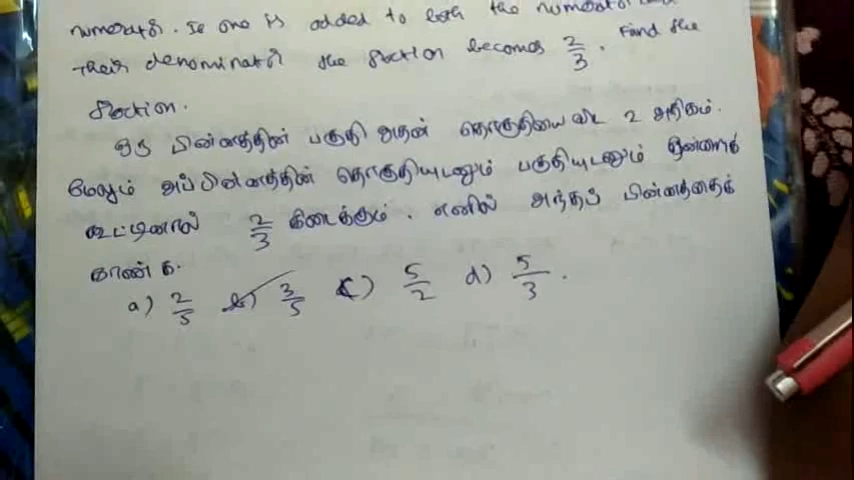 numerator. If one is added to both the numerator and
their denominator the fraction becomes 2/3. Find the
fraction.
ஒரு பின்னத்தின் பகுதி அதன் தொகுதியை விட 2 அதிகம்.
மேலும் அப்பின்னத்தின் தொகுதியுடனும் பகுதியுடனும் ஒன்றைக்
கூட்டினால் 2/3 கிடைக்கும். எனில் அந்தப் பின்னத்தைக்
காண்க.
a) 2/5 b) 3/5 c) 5/2 d) 5/3.